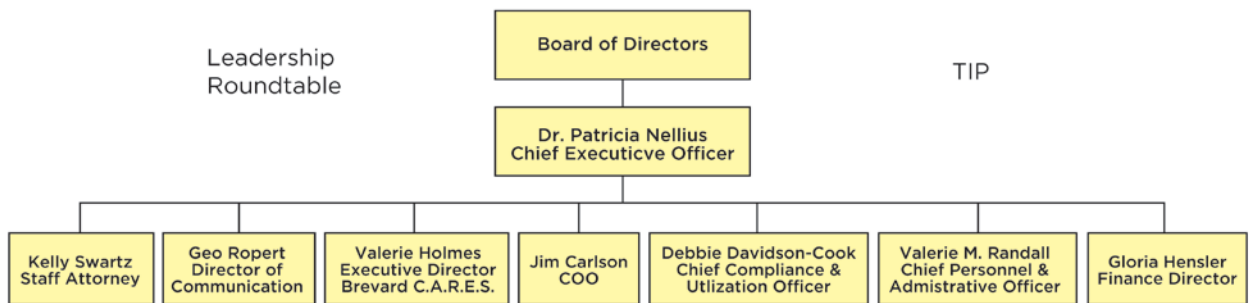 Leadership
Roundtable
Board of Directors
TIP
Dr. Patricia Nellius
Chief Executicve Officer
Kelly Swartz
Staff Attorney
Geo Ropert
Director of
Communication
Valerie Holmes
Executive Director
Brevard C.A.R.E.S.
Jim Carlson
COO
Debbie Davidson-Cook
Chief Compliance &
Utlization Officer
Valerie M. Randall
Chief Personnel &
Admistrative Officer
Gloria Hensler
Finance Director